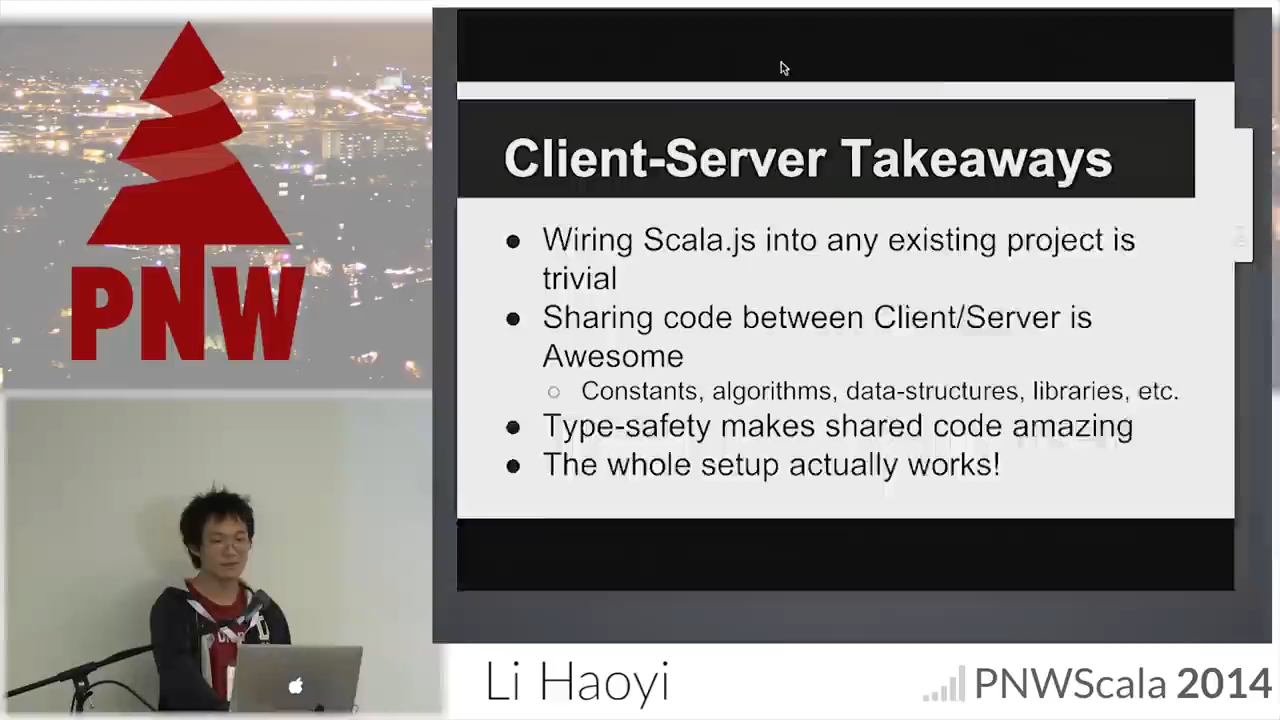 PNW
Client-Server Takeaways
● Wiring Scala.js into any existing project is
trivial
● Sharing code between Client/Server is
Awesome
○ Constants, algorithms, data-structures, libraries, etc.
● Type-safety makes shared code amazing
● The whole setup actually works!
Li Haoyi
PNWScala 2014